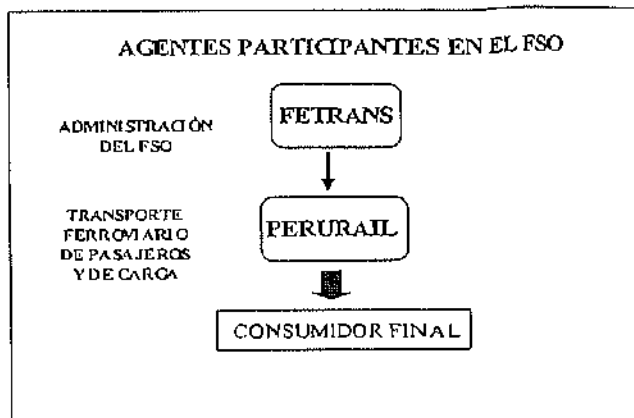 AGENTES PARTICIPANTES EN EL FSO
FETRANS
ADMINISTRACIÓN
DEL FSO
TRANSPORTE
FERROVIARIO
DE PASAJEROS
Y DE CARGA
PERURAIL
CONSUMIDOR FINAL